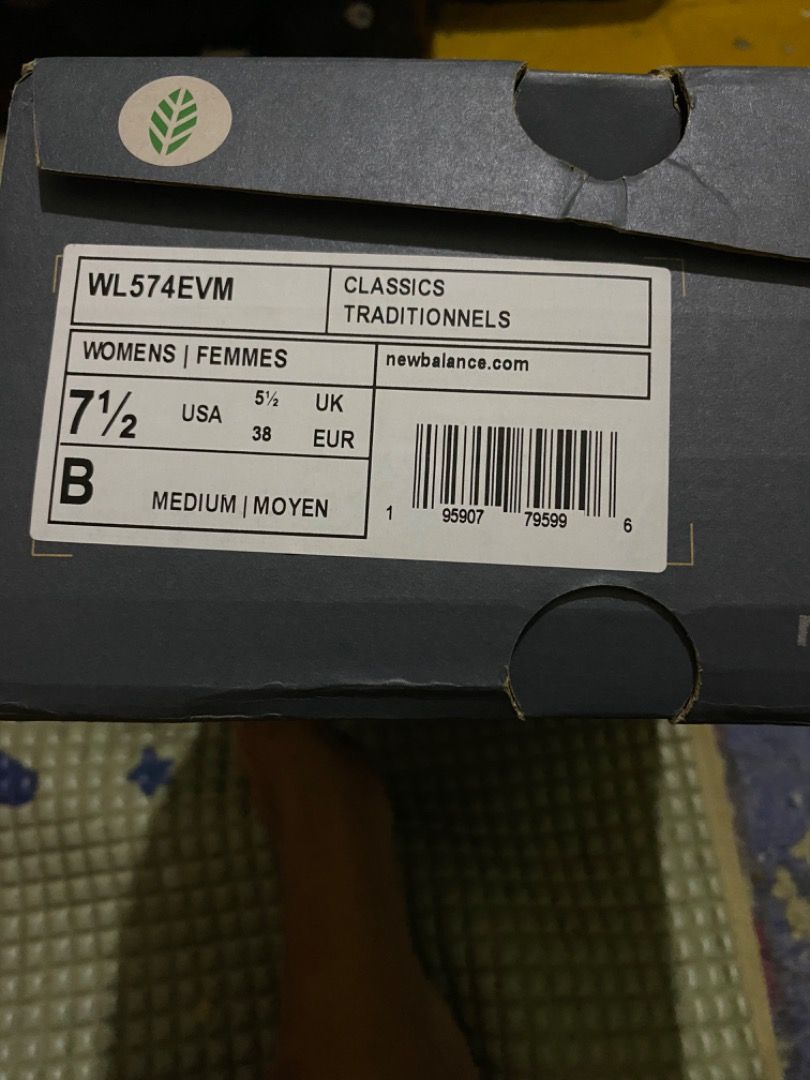 WL574EVM
CLASSICS
TRADITIONNELS
WOMENS | FEMMES
newbalance.com
7½ USA 5½ UK
38 EUR
B MEDIUM | MOYEN
1 95907 79599 6